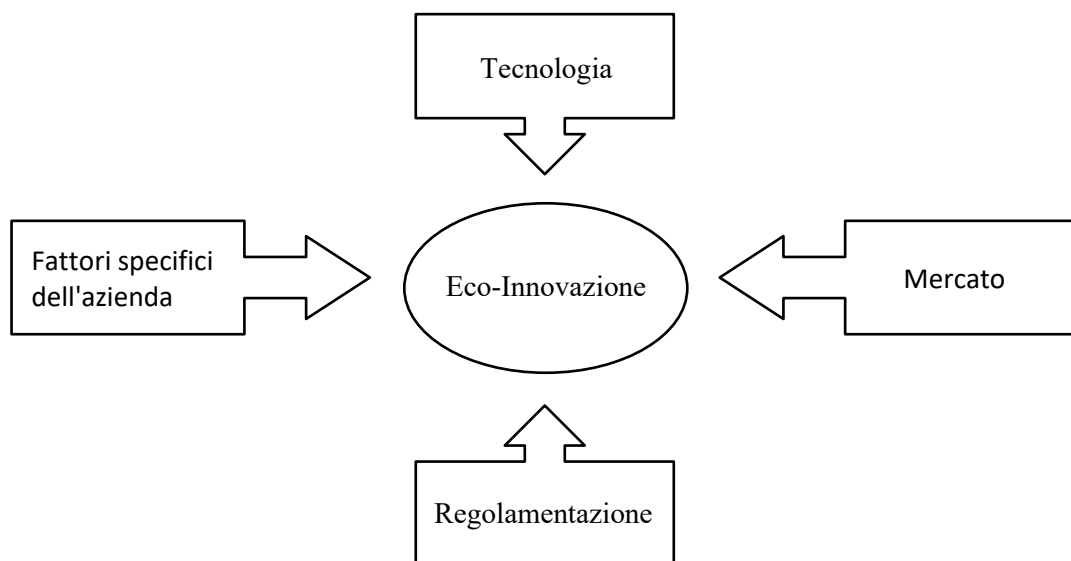 Tecnologia
Fattori specifici
dell'azienda
Eco-Innovazione
Mercato
Regolamentazione